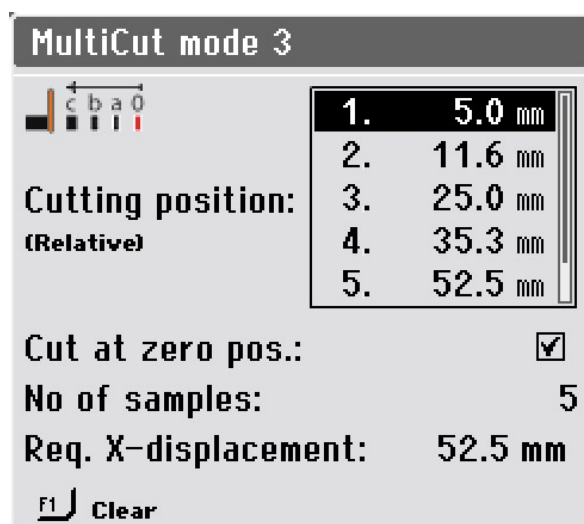 MultiCut mode 3
c b a 0
1. 5.0 mm
2. 11.6 mm
Cutting position: 3. 25.0 mm
(Relative) 4. 35.3 mm
5. 52.5 mm
Cut at zero pos.:
No of samples: 5
Req. X-displacement: 52.5 mm
F1 Clear